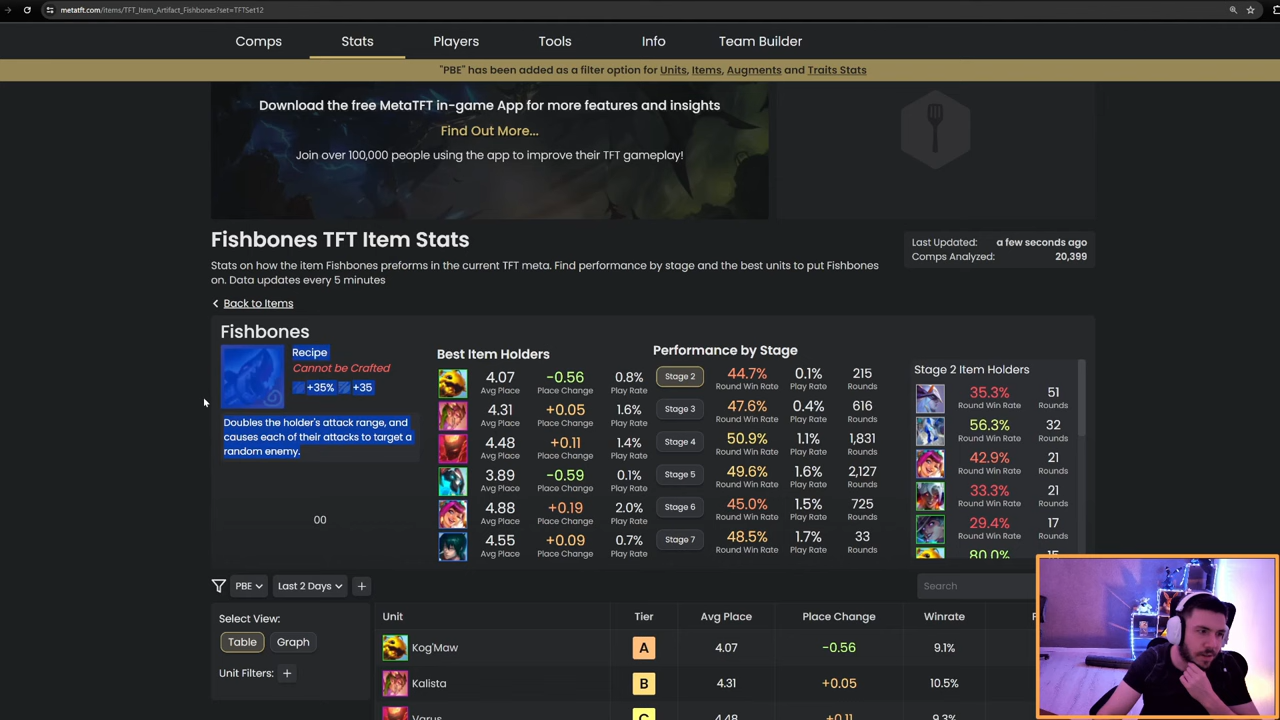 metatft.com/items/TFT_Item_Artifact_Fishbones?set=TFTSet12
Comps Stats Players Tools Info Team Builder
"PBE" has been added as a filter option for Units, Items, Augments and Traits Stats
Download the free MetaTFT in-game App for more features and insights
Find Out More...
Join over 100,000 people using the app to improve their TFT gameplay!
Fishbones TFT Item Stats
Stats on how the item Fishbones preforms in the current TFT meta. Find performance by stage and the best units to put Fishbones
on. Data updates every 5 minutes
Last Updated: a few seconds ago
Comps Analyzed: 20,399
Back to Items
Fishbones
Recipe
Cannot be Crafted
+35% +35
Doubles the holder's attack range, and
causes each of their attacks to target a
random enemy.
00
Best Item Holders
4.07 -0.56 0.8%
Avg Place Place Change Play Rate
4.31 +0.05 1.6%
Avg Place Place Change Play Rate
4.48 +0.11 1.4%
Avg Place Place Change Play Rate
3.89 -0.59 0.1%
Avg Place Place Change Play Rate
4.88 +0.19 2.0%
Avg Place Place Change Play Rate
4.55 +0.09 0.7%
Avg Place Place Change Play Rate
Performance by Stage
Stage 2 44.7% 0.1% 215
Round Win Rate Play Rate Rounds
Stage 3 47.6% 0.4% 616
Round Win Rate Play Rate Rounds
Stage 4 50.9% 1.1% 1,831
Round Win Rate Play Rate Rounds
Stage 5 49.6% 1.6% 2,127
Round Win Rate Play Rate Rounds
Stage 6 45.0% 1.5% 725
Round Win Rate Play Rate Rounds
Stage 7 48.5% 1.7% 33
Round Win Rate Play Rate Rounds
Stage 2 Item Holders
35.3% 51
Round Win Rate Rounds
56.3% 32
Round Win Rate Rounds
42.9% 21
Round Win Rate Rounds
33.3% 21
Round Win Rate Rounds
29.4% 17
Round Win Rate Rounds
80.0% 15
PBE Last 2 Days + Search
Select View:
Table Graph
Unit Filters: +
Unit Tier Avg Place Place Change Winrate
Kog'Maw A 4.07 -0.56 9.1%
Kalista B 4.31 +0.05 10.5%
Varus C 4.48 +0.11 9.3%